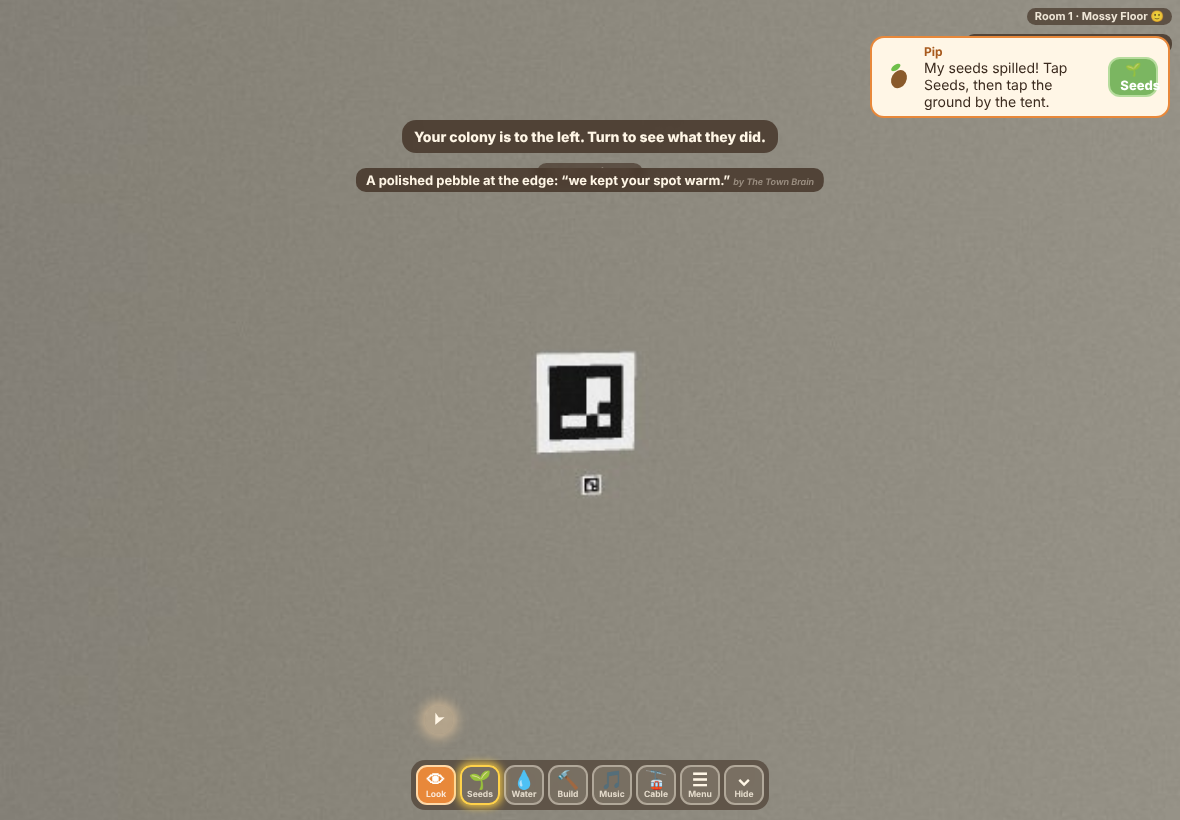 Room 1 · Mossy Floor 🙂
Pip
My seeds spilled! Tap
Seeds, then tap the
ground by the tent.
Seeds
Your colony is to the left. Turn to see what they did.
A polished pebble at the edge: “we kept your spot warm.” by The Town Brain
Look
Seeds
Water
Build
Music
Cable
Menu
Hide